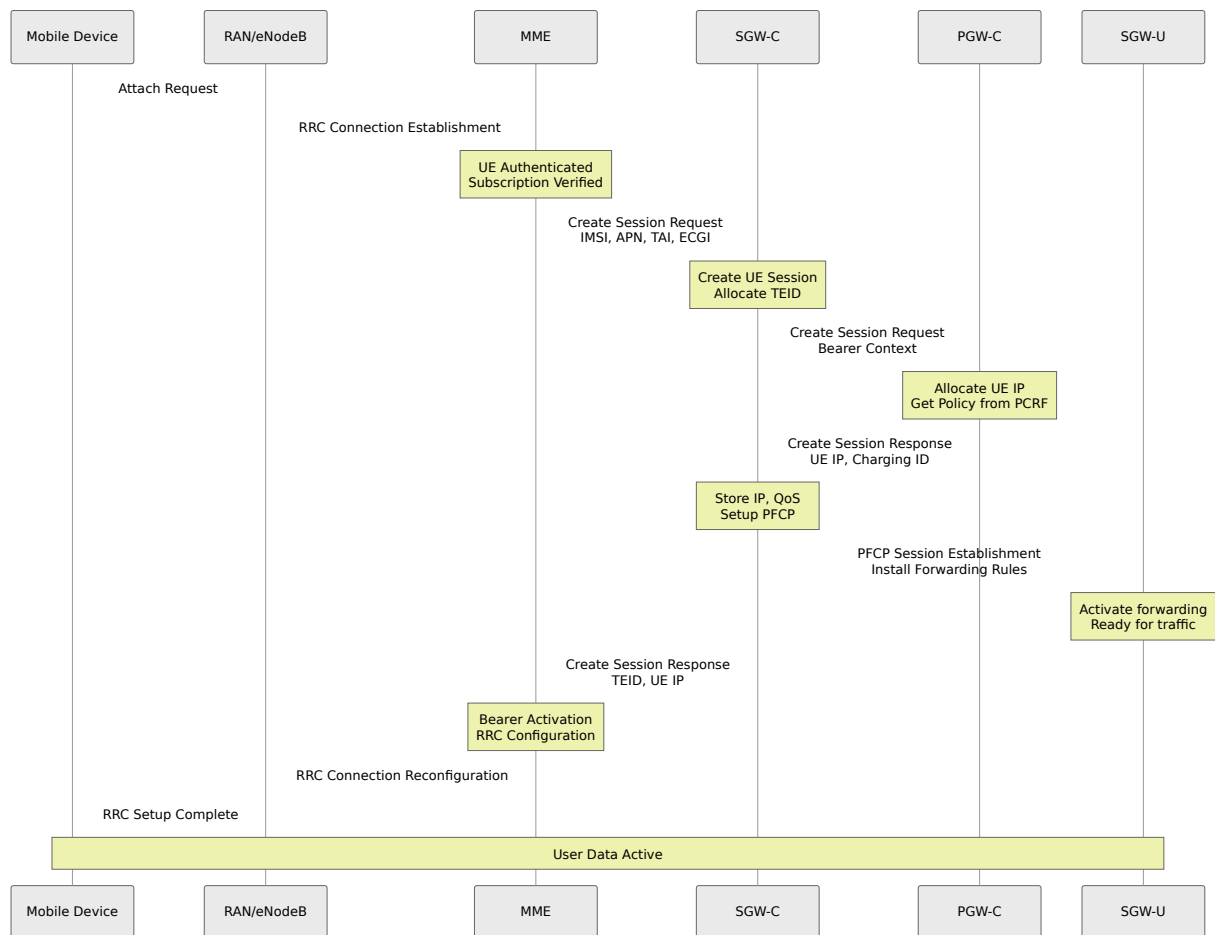 Mobile Device
RAN/eNodeB
MME
SGW-C
PGW-C
SGW-U
Attach Request
RRC Connection Establishment
UE Authenticated
Subscription Verified
Create Session Request
IMSI, APN, TAI, ECGI
Create UE Session
Allocate TEID
Create Session Request
Bearer Context
Allocate UE IP
Get Policy from PCRF
Create Session Response
UE IP, Charging ID
Store IP, QoS
Setup PFCP
PFCP Session Establishment
Install Forwarding Rules
Activate forwarding
Ready for traffic
Create Session Response
TEID, UE IP
Bearer Activation
RRC Configuration
RRC Connection Reconfiguration
RRC Setup Complete
User Data Active
Mobile Device
RAN/eNodeB
MME
SGW-C
PGW-C
SGW-U